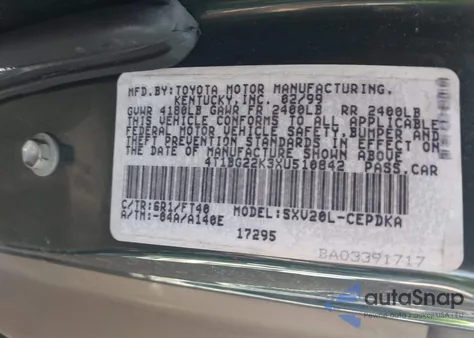 MFD.BY:TOYOTA MOTOR MANUFACTURING,
KENTUCKY,INC. 02/99
GVWR 4180LB GAWR FR 2400LB RR 2400LB
THIS VEHICLE CONFORMS TO ALL APPLICABLE
FEDERAL MOTOR VEHICLE SAFETY,BUMPER AND
THEFT PREVENTION STANDARDS IN EFFECT ON
THE DATE OF MANUFACTURE SHOWN ABOVE.
4T1BG22K3XU510842 PASS.CAR
C/TR:6R1/FT40 MODEL:SXV20L-CEPDKA
A/TM:-04A/A140E
17295
BA03391717
autoSnap